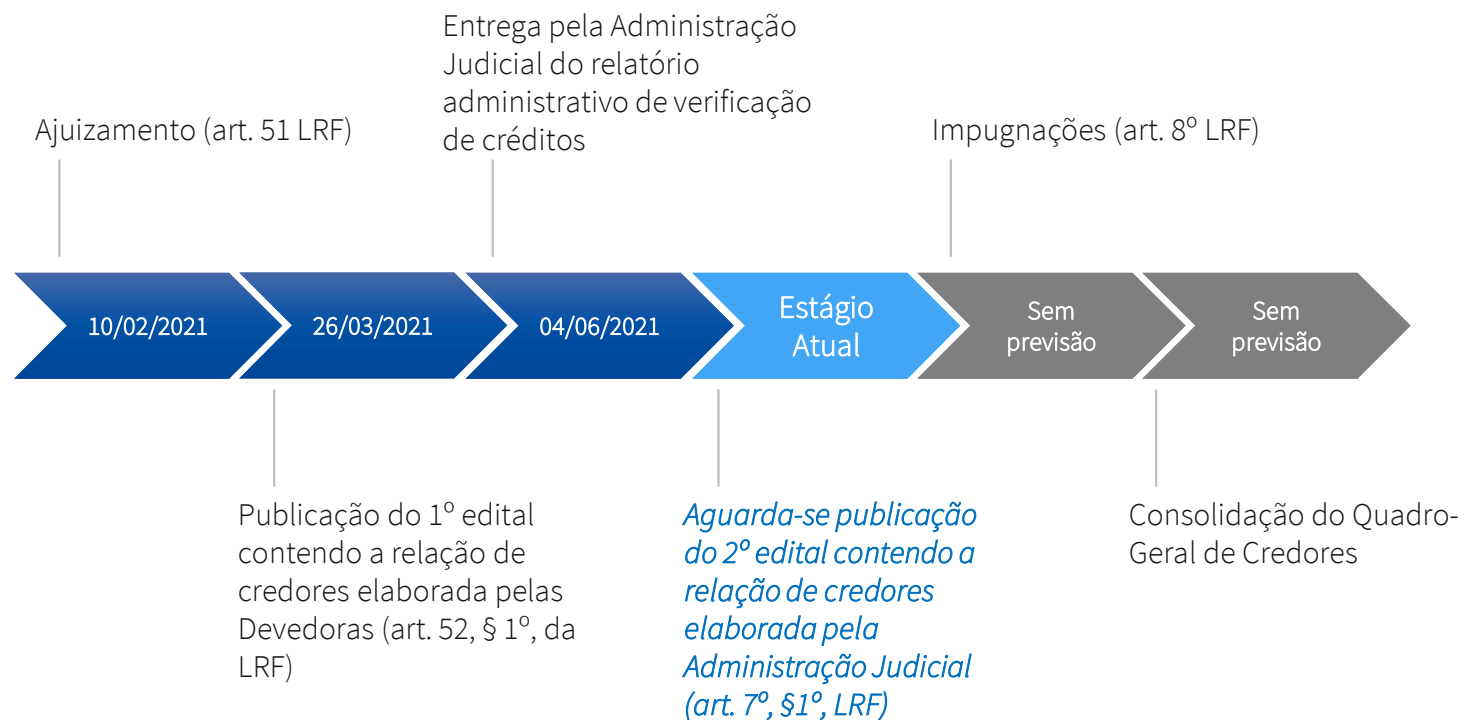 Entrega pela Administração
Judicial do relatório
administrativo de verificação
de créditos
Ajuizamento (art. 51 LRF)
Impugnações (art. 8º LRF)
10/02/2021
26/03/2021
04/06/2021
Estágio
Atual
Sem
previsão
Sem
previsão
Publicação do 1º edital
contendo a relação de
credores elaborada pelas
Devedoras (art. 52, § 1º, da
LRF)
Aguarda-se publicação
do 2º edital contendo a
relação de credores
elaborada pela
Administração Judicial
(art. 7º, §1º, LRF)
Consolidação do Quadro-
Geral de Credores